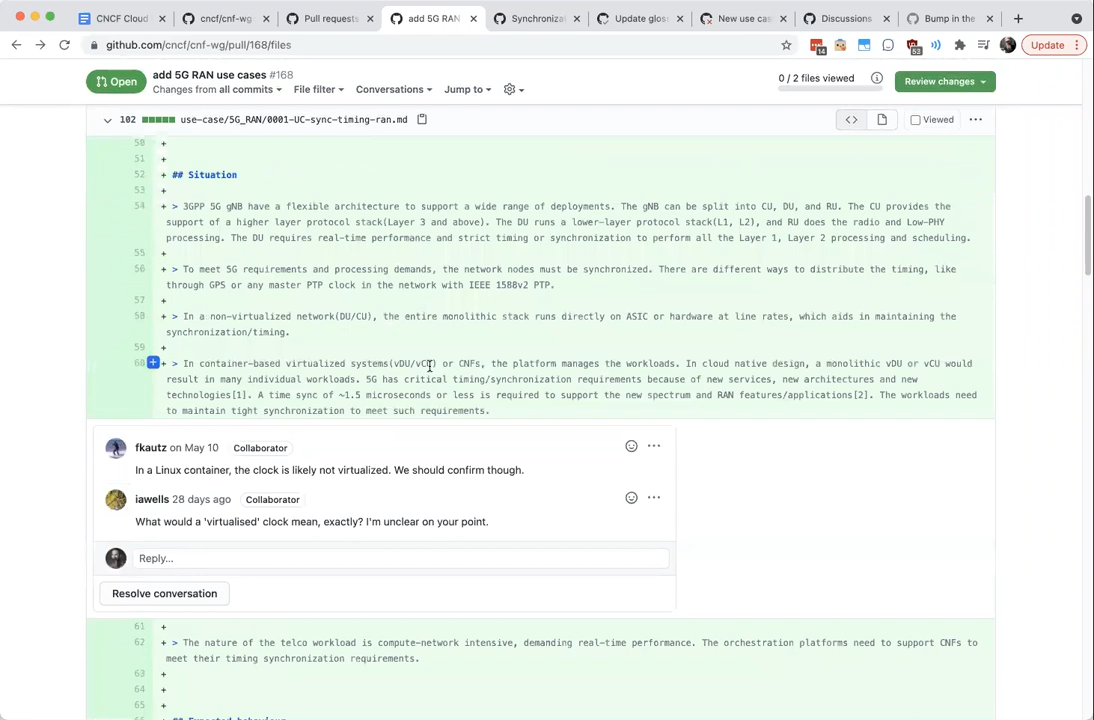 CNCF Cloud
cncf/cnf-wg
Pull requests
add 5G RAN
Synchroniza
Update glos
New use cas
Discussions
Bump in the
github.com/cncf/cnf-wg/pull/168/files
14
53
Update
Open
add 5G RAN use cases #168
Changes from all commits
File filter
Conversations
Jump to
0 / 2 files viewed
Review changes
102
use-case/5G_RAN/0001-UC-sync-timing-ran.md
Viewed
50 +
51 +
52 + ## Situation
53 +
54 + > 3GPP 5G gNB have a flexible architecture to support a wide range of deployments. The gNB can be split into CU, DU, and RU. The CU provides the
support of a higher layer protocol stack(Layer 3 and above). The DU runs a lower-layer protocol stack(L1, L2), and RU does the radio and Low-PHY
processing. The DU requires real-time performance and strict timing or synchronization to perform all the Layer 1, Layer 2 processing and scheduling.
55 +
56 + > To meet 5G requirements and processing demands, the network nodes must be synchronized. There are different ways to distribute the timing, like
through GPS or any master PTP clock in the network with IEEE 1588v2 PTP.
57 +
58 + > In a non-virtualized network(DU/CU), the entire monolithic stack runs directly on ASIC or hardware at line rates, which aids in maintaining the
synchronization/timing.
59 +
60 + > In container-based virtualized systems(vDU/vCU) or CNFs, the platform manages the workloads. In cloud native design, a monolithic vDU or vCU would
result in many individual workloads. 5G has critical timing/synchronization requirements because of new services, new architectures and new
technologies[1]. A time sync of ~1.5 microseconds or less is required to support the new spectrum and RAN features/applications[2]. The workloads need
to maintain tight synchronization to meet such requirements.
fkautz on May 10 Collaborator
In a Linux container, the clock is likely not virtualized. We should confirm though.
iawells 28 days ago Collaborator
What would a 'virtualised' clock mean, exactly? I'm unclear on your point.
Reply...
Resolve conversation
61 +
62 + > The nature of the telco workload is compute-network intensive, demanding real-time performance. The orchestration platforms need to support CNFs to
meet their timing synchronization requirements.
63 +
64 +
65 +
## Expected behaviour